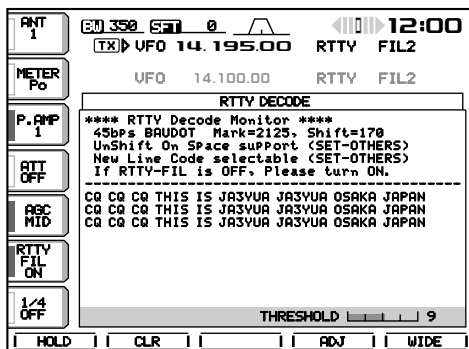 ANT 1
BW 350 SFT 0 12:00
TX VFO 14.195.00 RTTY FIL2
METER Po
VFO 14.100.00 RTTY FIL2
RTTY DECODE
P.AMP 1
**** RTTY Decode Monitor ****
45bps BAUDOT Mark=2125, Shift=170
UnShift On Space support (SET-OTHERS)
New Line Code selectable (SET-OTHERS)
If RTTY-FIL is OFF, Please turn ON.
ATT OFF
----------------------------------------
AGC MID
CQ CQ CQ THIS IS JA3YUA JA3YUA OSAKA JAPAN
CQ CQ CQ THIS IS JA3YUA JA3YUA OSAKA JAPAN
CQ CQ CQ THIS IS JA3YUA JA3YUA OSAKA JAPAN
RTTY FIL ON
1/4 OFF
THRESHOLD 9
HOLD CLR ADJ WIDE